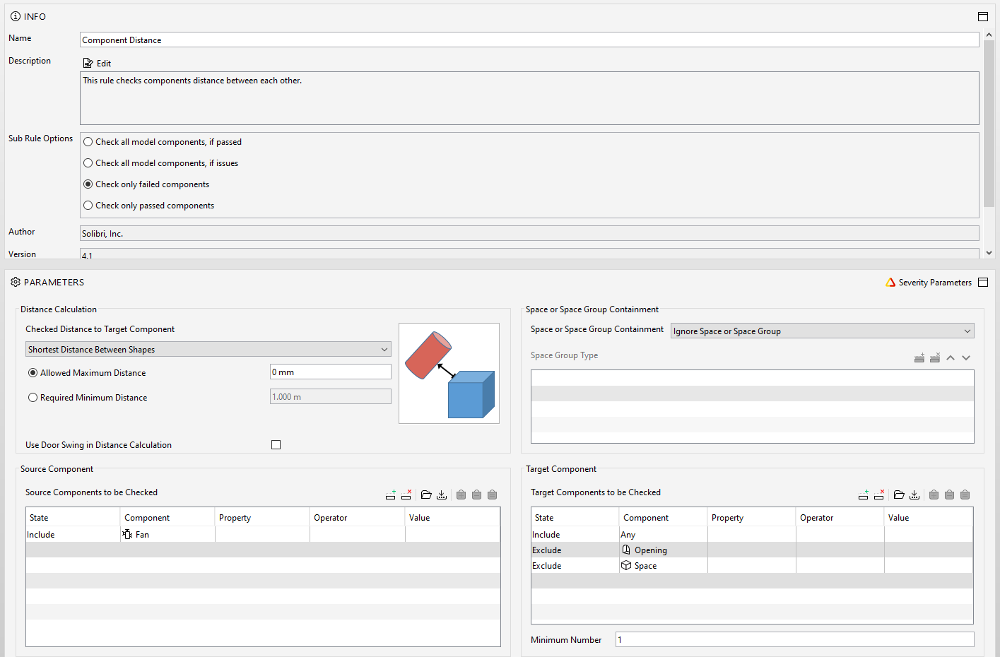 INFO
Name
Component Distance
Description
Edit
This rule checks components distance between each other.
Sub Rule Options
Check all model components, if passed
Check all model components, if issues
Check only failed components
Check only passed components
Author
Solibri, Inc.
Version
4.1
PARAMETERS
Severity Parameters
Distance Calculation
Checked Distance to Target Component
Shortest Distance Between Shapes
Allowed Maximum Distance
0 mm
Required Minimum Distance
1.000 m
Use Door Swing in Distance Calculation
Space or Space Group Containment
Space or Space Group Containment
Ignore Space or Space Group
Space Group Type
Source Component
Source Components to be Checked
State Component Property Operator Value
Include Fan
Target Component
Target Components to be Checked
State Component Property Operator Value
Include Any
Exclude Opening
Exclude Space
Minimum Number
1